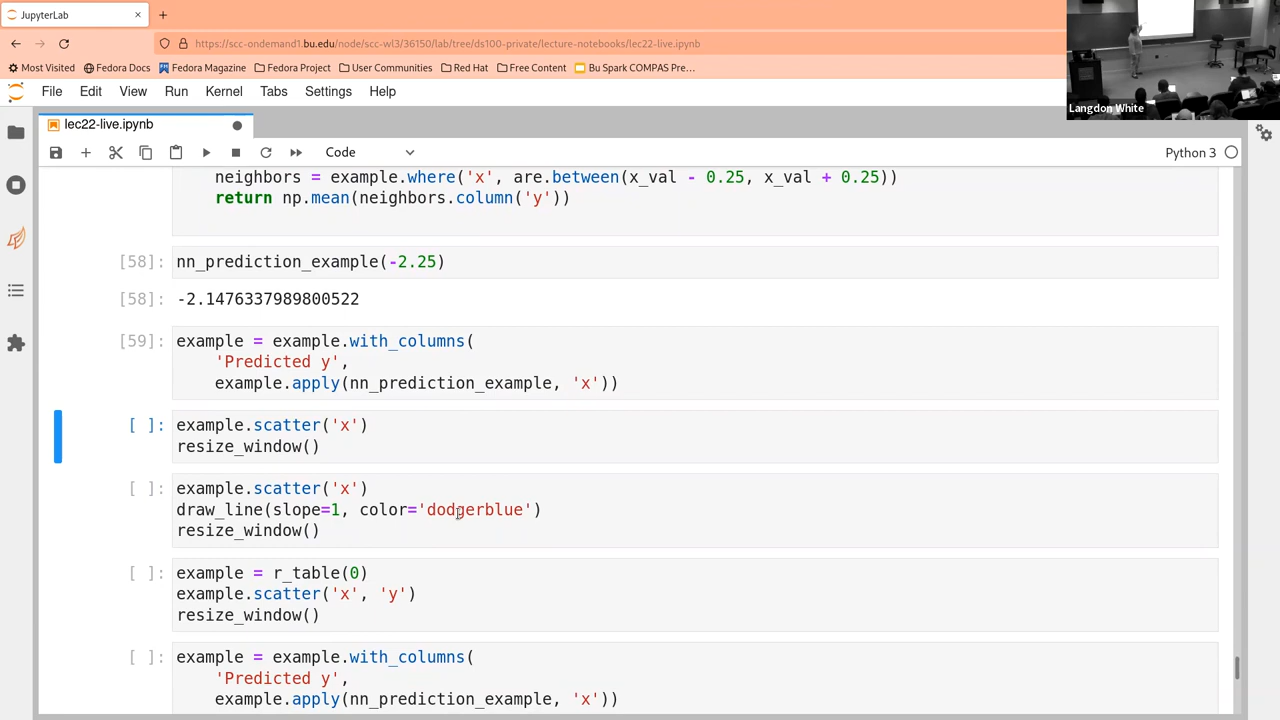 JupyterLab
https://scc-ondemand1.bu.edu/node/scc-wl3/36150/lab/tree/ds100-private/lecture-notebooks/lec22-live.ipynb
Most Visited Fedora Docs Fedora Magazine Fedora Project User Communities Red Hat Free Content Bu Spark COMPAS Pre…
Langdon White
File Edit View Run Kernel Tabs Settings Help
lec22-live.ipynb
Code Python 3
neighbors = example.where('x', are.between(x_val - 0.25, x_val + 0.25))
return np.mean(neighbors.column('y'))
[58]: nn_prediction_example(-2.25)
[58]: -2.1476337989800522
[59]: example = example.with_columns(
'Predicted y',
example.apply(nn_prediction_example, 'x'))
[ ]: example.scatter('x')
resize_window()
[ ]: example.scatter('x')
draw_line(slope=1, color='dodgerblue')
resize_window()
[ ]: example = r_table(0)
example.scatter('x', 'y')
resize_window()
[ ]: example = example.with_columns(
'Predicted y',
example.apply(nn_prediction_example, 'x'))